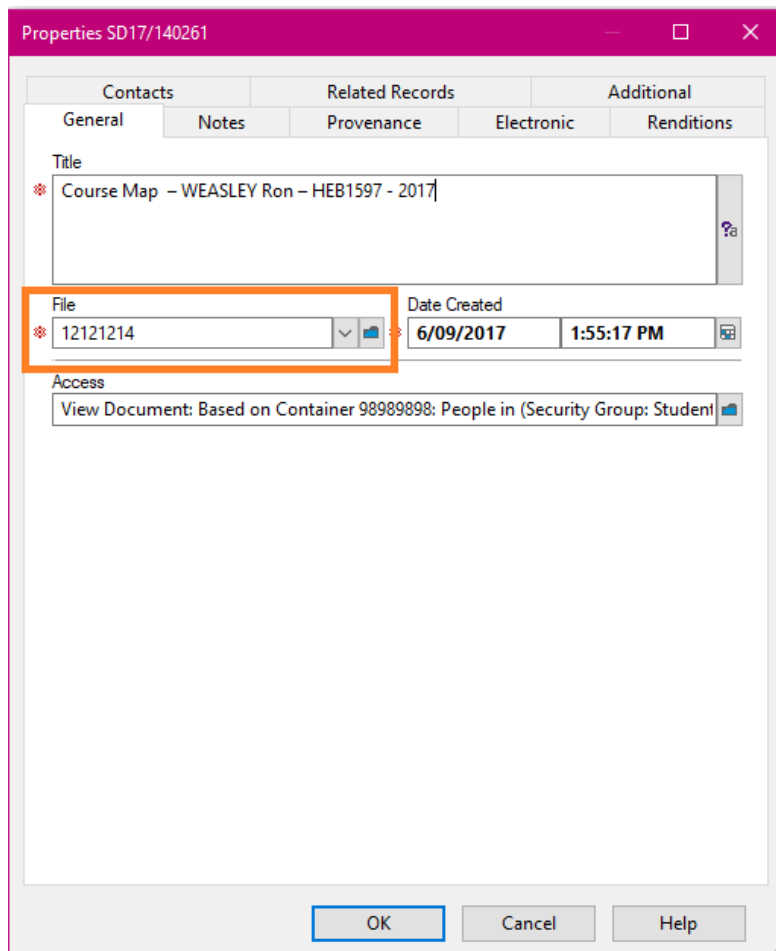 Properties SD17/140261
Contacts Related Records Additional
General Notes Provenance Electronic Renditions
Title
Course Map – WEASLEY Ron – HEB1597 - 2017
?a
File Date Created
12121214 6/09/2017 1:55:17 PM
Access
View Document: Based on Container 98989898: People in (Security Group: Student
OK Cancel Help